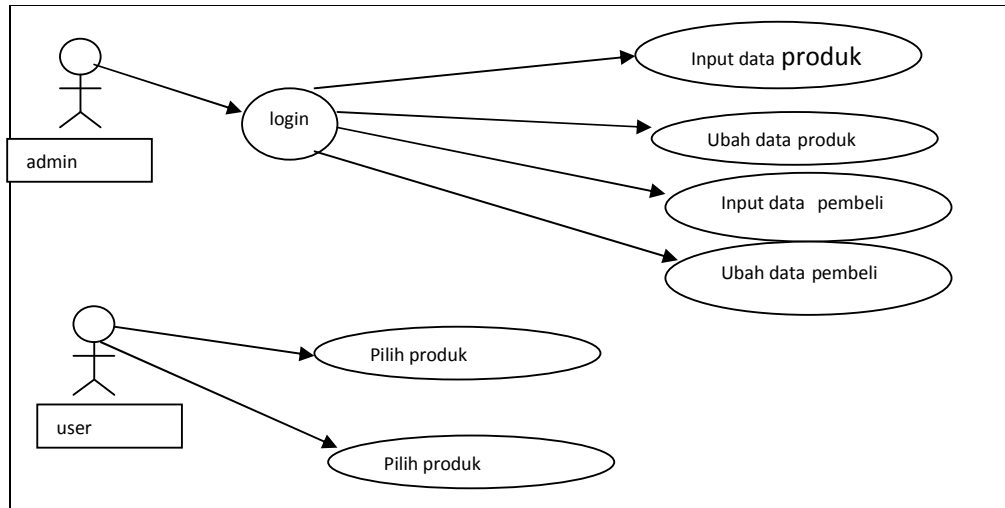 Input data produk
login
Ubah data produk
admin
Input data pembeli
Ubah data pembeli
Pilih produk
user
Pilih produk